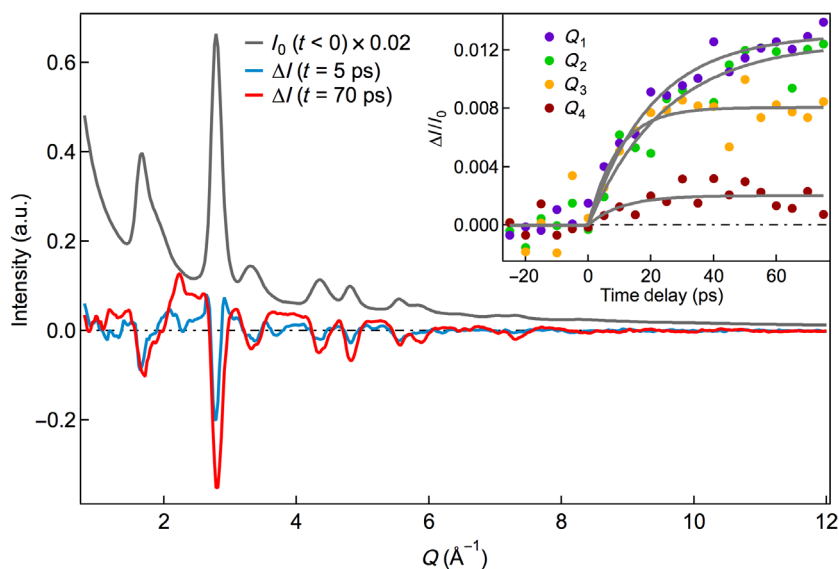 I₀ (t < 0) × 0.02
ΔI (t = 5 ps)
ΔI (t = 70 ps)
Q₁
Q₂
Q₃
Q₄
0.012
0.008
0.004
0.000
ΔI/I₀
−20
0
20
40
60
Time delay (ps)
0.6
0.4
0.2
0.0
−0.2
Intensity (a.u.)
2
4
6
8
10
12
Q (Å⁻¹)